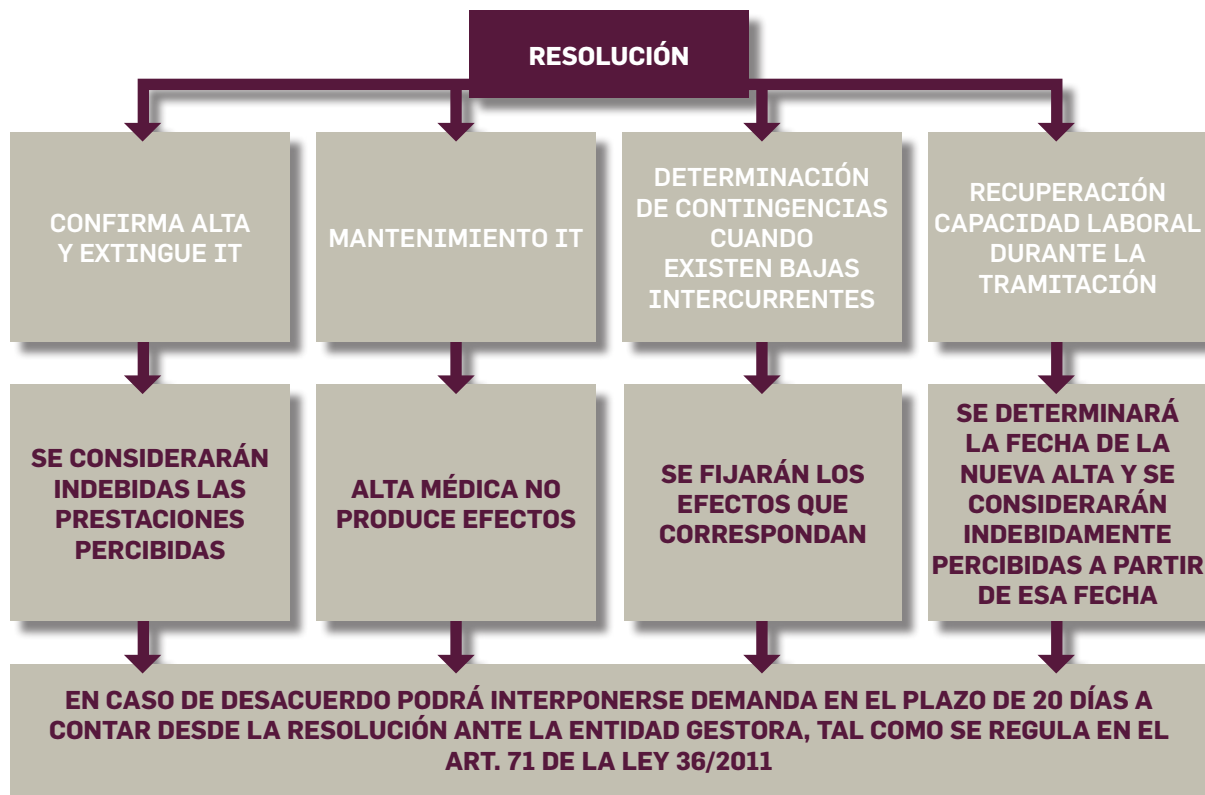 RESOLUCIÓN
CONFIRMA ALTA
Y EXTINGUE IT
MANTENIMIENTO IT
DETERMINACIÓN
DE CONTINGENCIAS
CUANDO
EXISTEN BAJAS
INTERCURRENTES
RECUPERACIÓN
CAPACIDAD LABORAL
DURANTE LA
TRAMITACIÓN
SE CONSIDERARÁN
INDEBIDAS LAS
PRESTACIONES
PERCIBIDAS
ALTA MÉDICA NO
PRODUCE EFECTOS
SE FIJARÁN LOS
EFECTOS QUE
CORRESPONDAN
SE DETERMINARÁ
LA FECHA DE LA
NUEVA ALTA Y SE
CONSIDERARÁN
INDEBIDAMENTE
PERCIBIDAS A PARTIR
DE ESA FECHA
EN CASO DE DESACUERDO PODRÁ INTERPONERSE DEMANDA EN EL PLAZO DE 20 DÍAS A
CONTAR DESDE LA RESOLUCIÓN ANTE LA ENTIDAD GESTORA, TAL COMO SE REGULA EN EL
ART. 71 DE LA LEY 36/2011